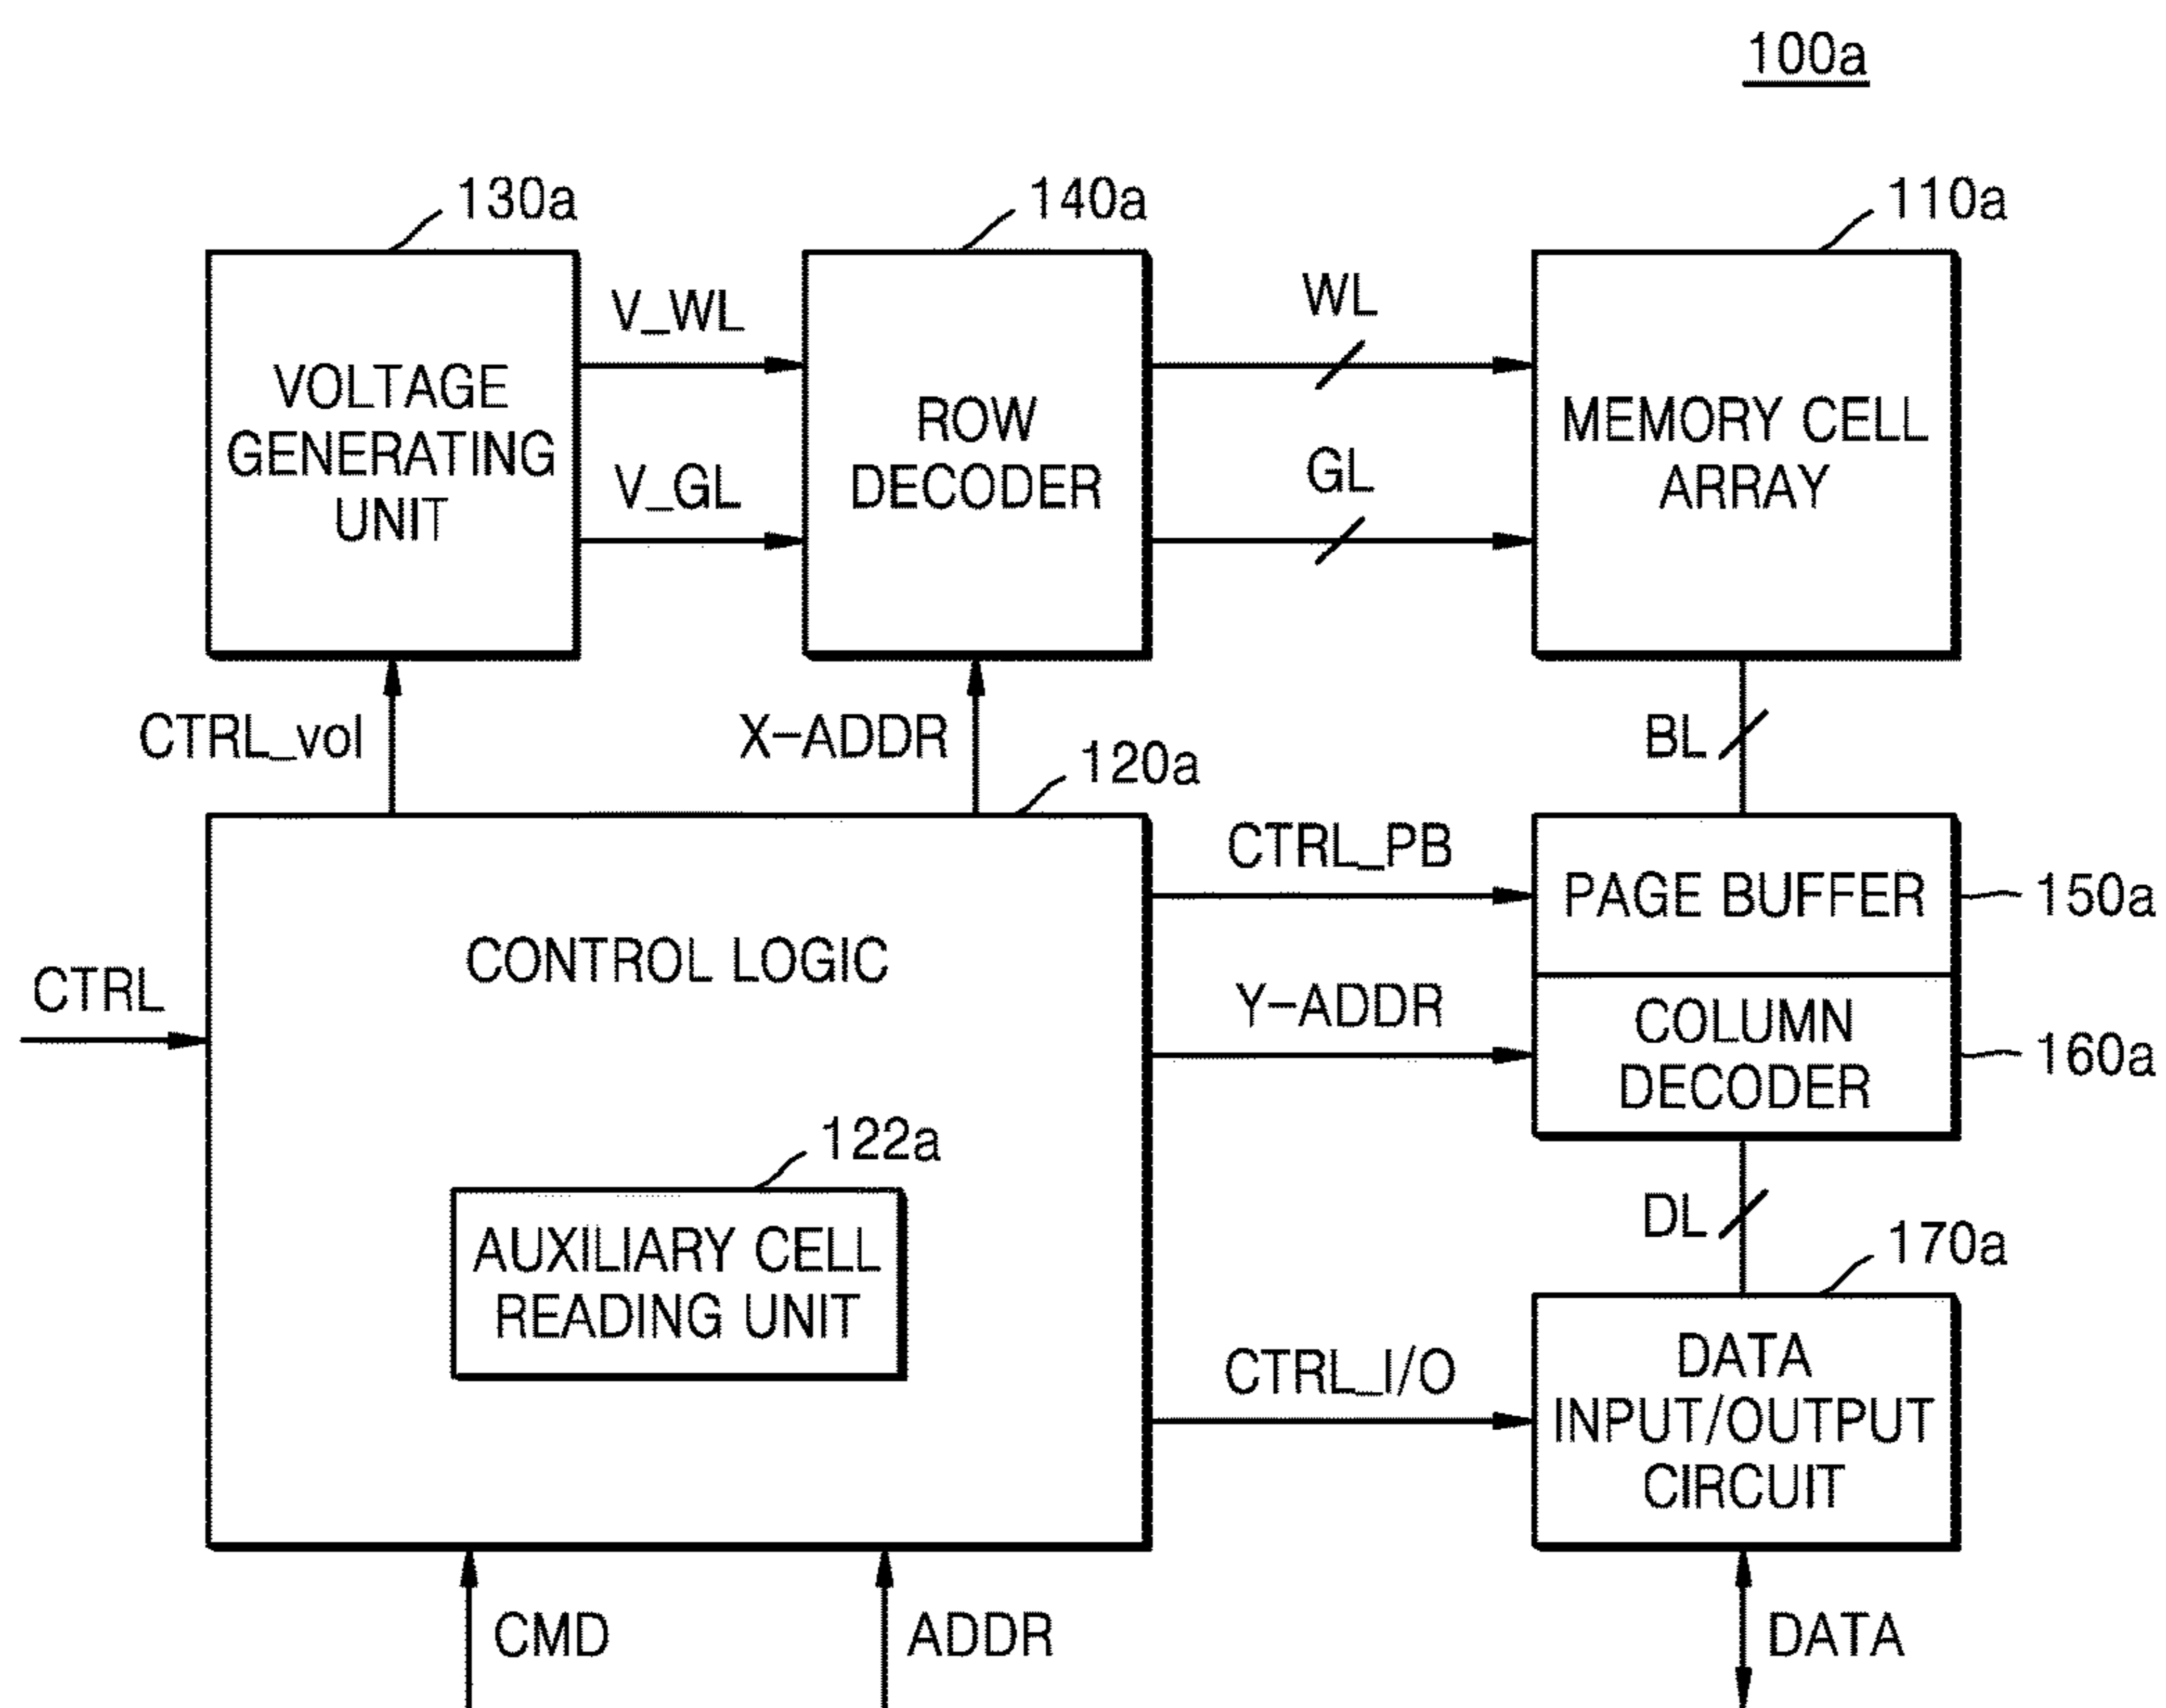 100a
130a
140a
110a
VOLTAGE
GENERATING
UNIT
V_WL
V_GL
ROW
DECODER
WL
GL
MEMORY CELL
ARRAY
CTRL_vol
X-ADDR
120a
BL
CTRL
CONTROL LOGIC
CTRL_PB
PAGE BUFFER
150a
Y-ADDR
COLUMN
DECODER
160a
122a
AUXILIARY CELL
READING UNIT
DL
170a
CTRL_I/O
DATA
INPUT/OUTPUT
CIRCUIT
CMD
ADDR
DATA